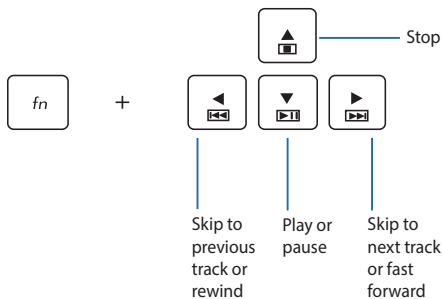 Stop
fn
+
Skip to
previous
track or
rewind
Play or
pause
Skip to
next track
or fast
forward